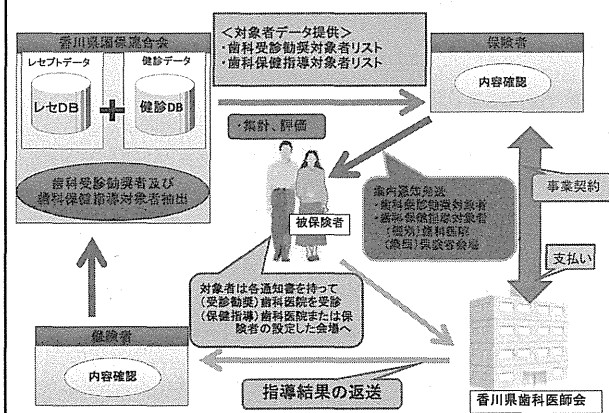 香川県国保連合会
レセプトデータ
健診データ
レセDB
健診DB
歯科受診勧奨者及び
歯科保健指導対象者抽出
＜対象者データ提供＞
・歯科受診勧奨対象者リスト
・歯科保健指導対象者リスト
・集計、評価
保険者
内容確認
案内通知発送
・歯科受診勧奨対象者
・歯科保健指導対象者
(個別)歯科医院
(集団)保険者会場
被保険者
事業契約
支払い
対象者は各通知書を持って
(受診勧奨)歯科医院を受診
(保健指導)歯科医院または保
険者の設定した会場へ
保険者
内容確認
指導結果の返送
香川県歯科医師会